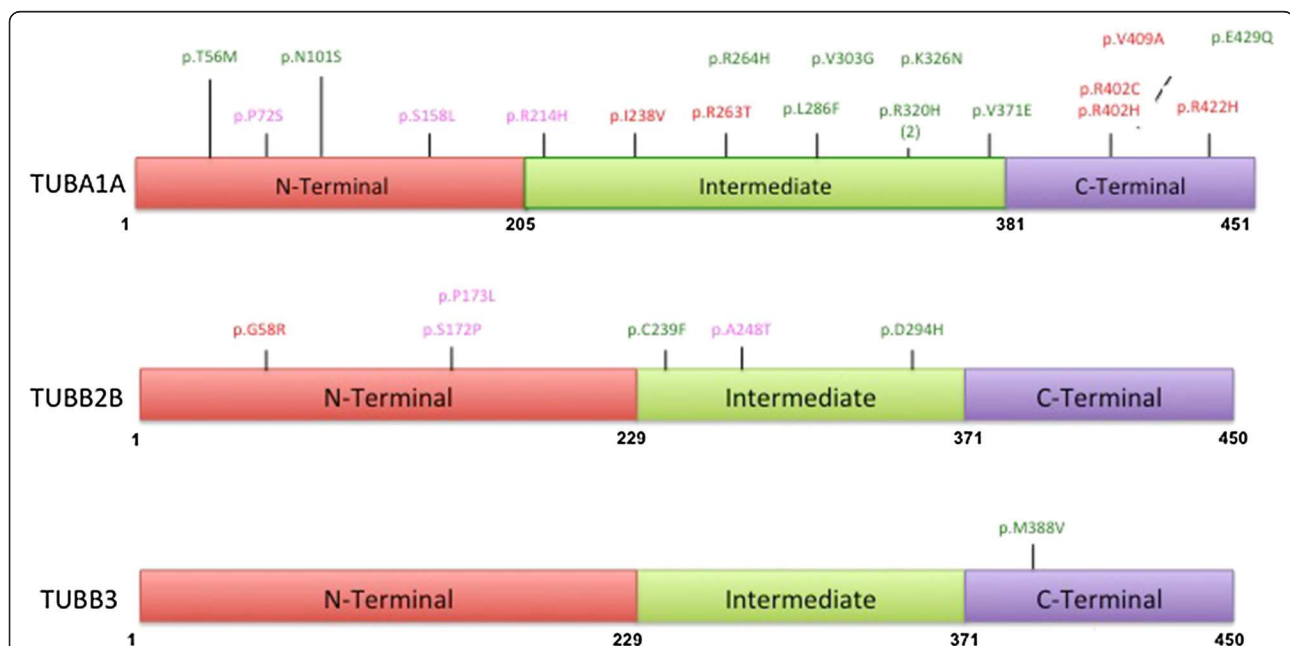 p.V409A p.E429Q
p.T56M p.N101S p.R264H p.V303G p.K326N
p.R402C
p.P72S p.S158L p.R214H p.I238V p.R263T p.L286F p.R320H p.V371E p.R402H p.R422H
(2)
TUBA1A N-Terminal Intermediate C-Terminal
1 205 381 451
p.P173L
p.G58R p.S172P p.C239F p.A248T p.D294H
TUBB2B N-Terminal Intermediate C-Terminal
1 229 371 450
p.M388V
TUBB3 N-Terminal Intermediate C-Terminal
1 229 371 450